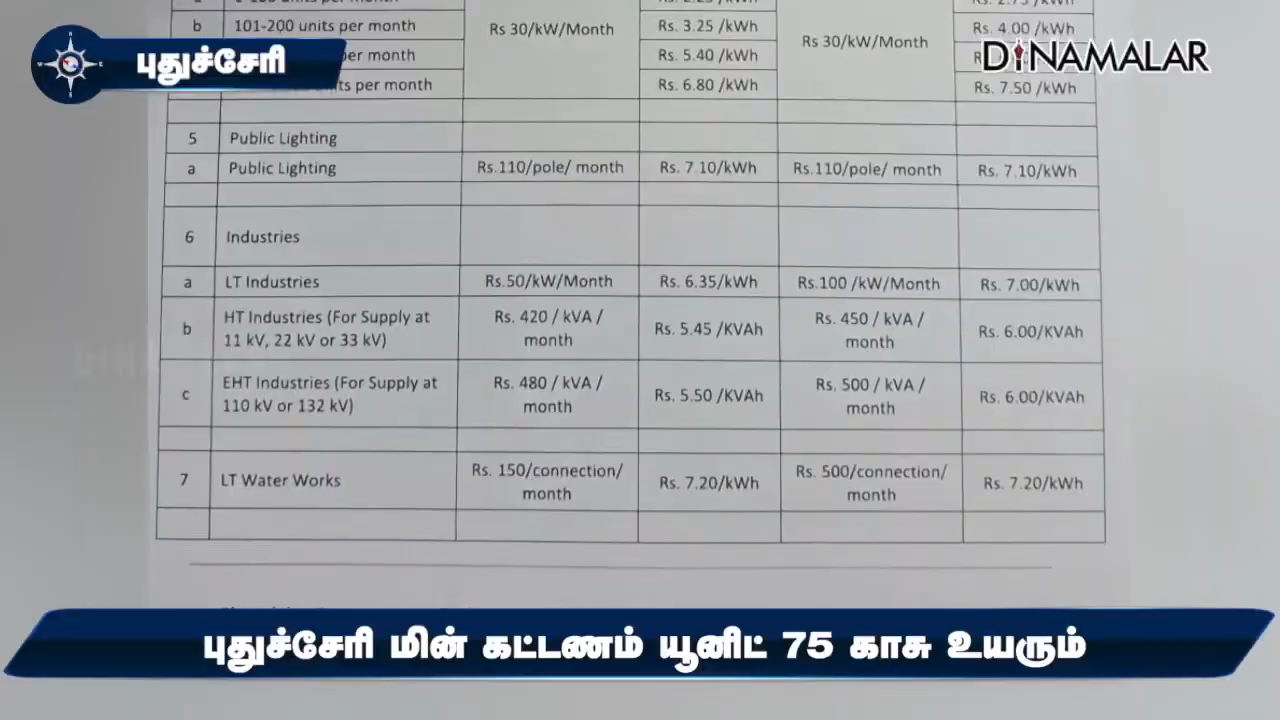 b 101-200 units per month Rs 30/kW/Month Rs. 3.25 /kWh Rs 30/kW/Month Rs. 4.00 /kWh
புதுச்சேரி
DINAMALAR
per month Rs. 5.40 /kWh
per month Rs. 6.80 /kWh Rs. 7.50 /kWh
5 Public Lighting
a Public Lighting Rs.110/pole/ month Rs. 7.10/kWh Rs.110/pole/ month Rs. 7.10/kWh
6 Industries
a LT Industries Rs.50/kW/Month Rs. 6.35/kWh Rs.100 /kW/Month Rs. 7.00/kWh
b HT Industries (For Supply at
11 kV, 22 kV or 33 kV) Rs. 420 / kVA /
month Rs. 5.45 /KVAh Rs. 450 / kVA /
month Rs. 6.00/KVAh
c EHT Industries (For Supply at
110 kV or 132 kV) Rs. 480 / kVA /
month Rs. 5.50 /KVAh Rs. 500 / kVA /
month Rs. 6.00/KVAh
7 LT Water Works Rs. 150/connection/
month Rs. 7.20/kWh Rs. 500/connection/
month Rs. 7.20/kWh
புதுச்சேரி மின் கட்டணம் யூனிட் 75 காசு உயரும்